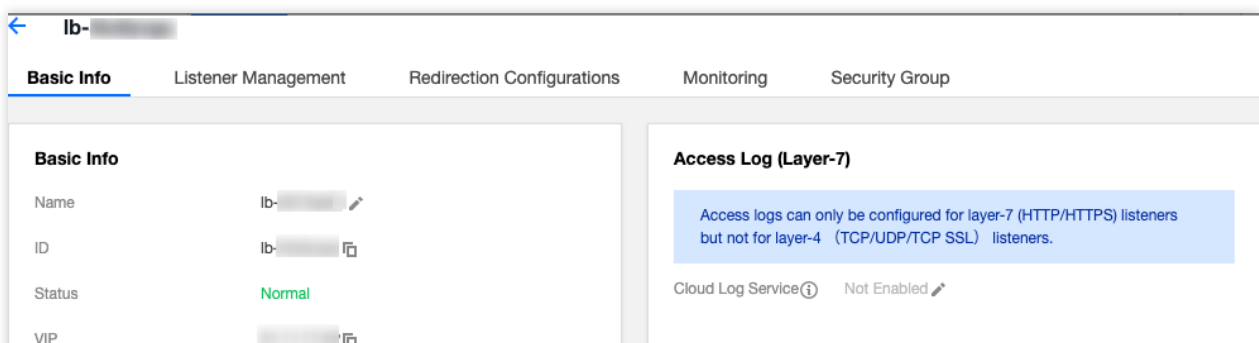 lb-
Basic Info
Listener Management
Redirection Configurations
Monitoring
Security Group
Basic Info
Name
lb-
ID
lb-
Status
Normal
VIP
Access Log (Layer-7)
Access logs can only be configured for layer-7 (HTTP/HTTPS) listeners
but not for layer-4 （TCP/UDP/TCP SSL） listeners.
Cloud Log Service
Not Enabled